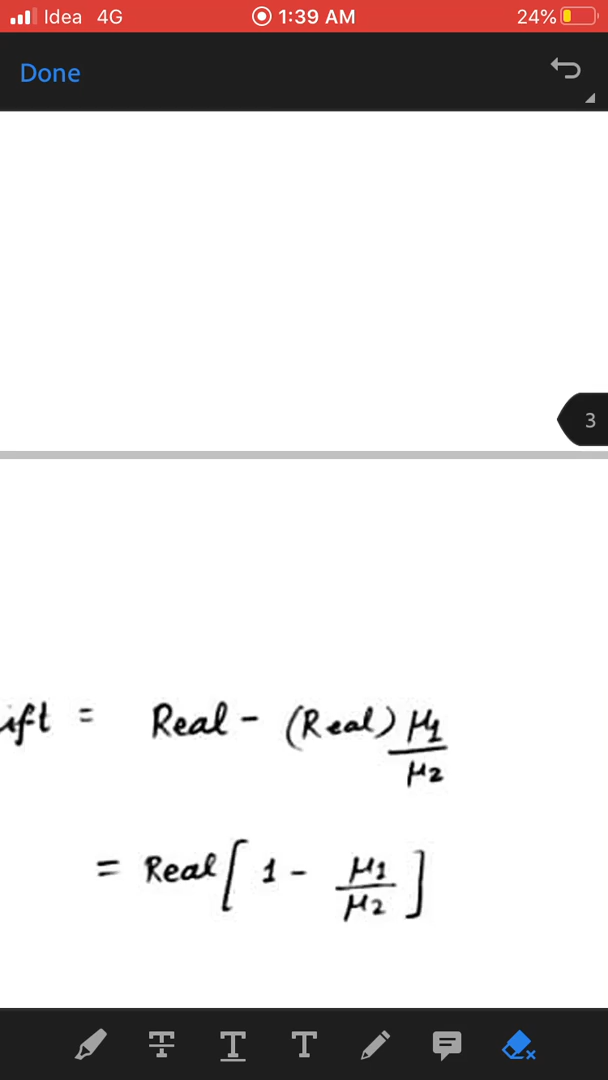 Idea 4G 1:39 AM 24%
Done
3
ift = Real - (Real) μ1/μ2
= Real [ 1 - μ1/μ2 ]